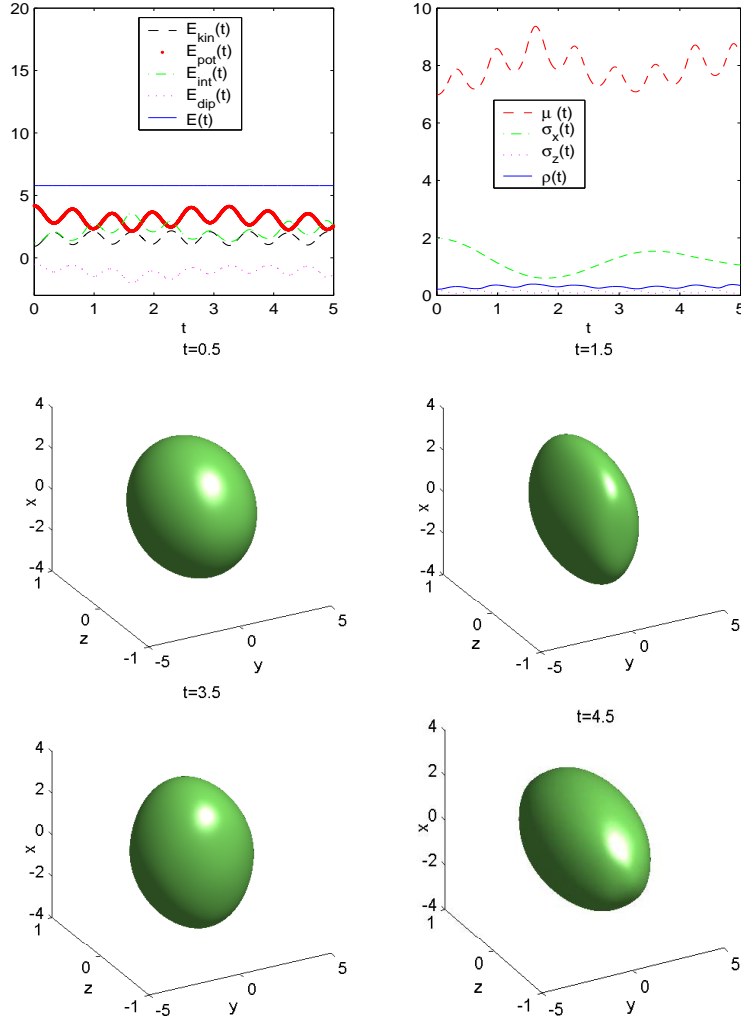 20
15
10
5
0
0 1 2 3 4 5
t
E_kin(t)
E_pot(t)
E_int(t)
E_dip(t)
E(t)
10
8
6
4
2
0
0 1 2 3 4 5
t
μ (t)
σ_x(t)
σ_z(t)
ρ(t)
t=0.5
4
2
0
-2
-4
x
1
0
-1
z
-5
0
5
y
t=1.5
4
2
0
-2
-4
x
1
0
-1
z
-5
0
5
y
t=3.5
4
2
0
-2
-4
x
1
0
-1
z
-5
0
5
y
t=4.5
4
2
0
-2
-4
x
1
0
-1
z
-5
0
5
y